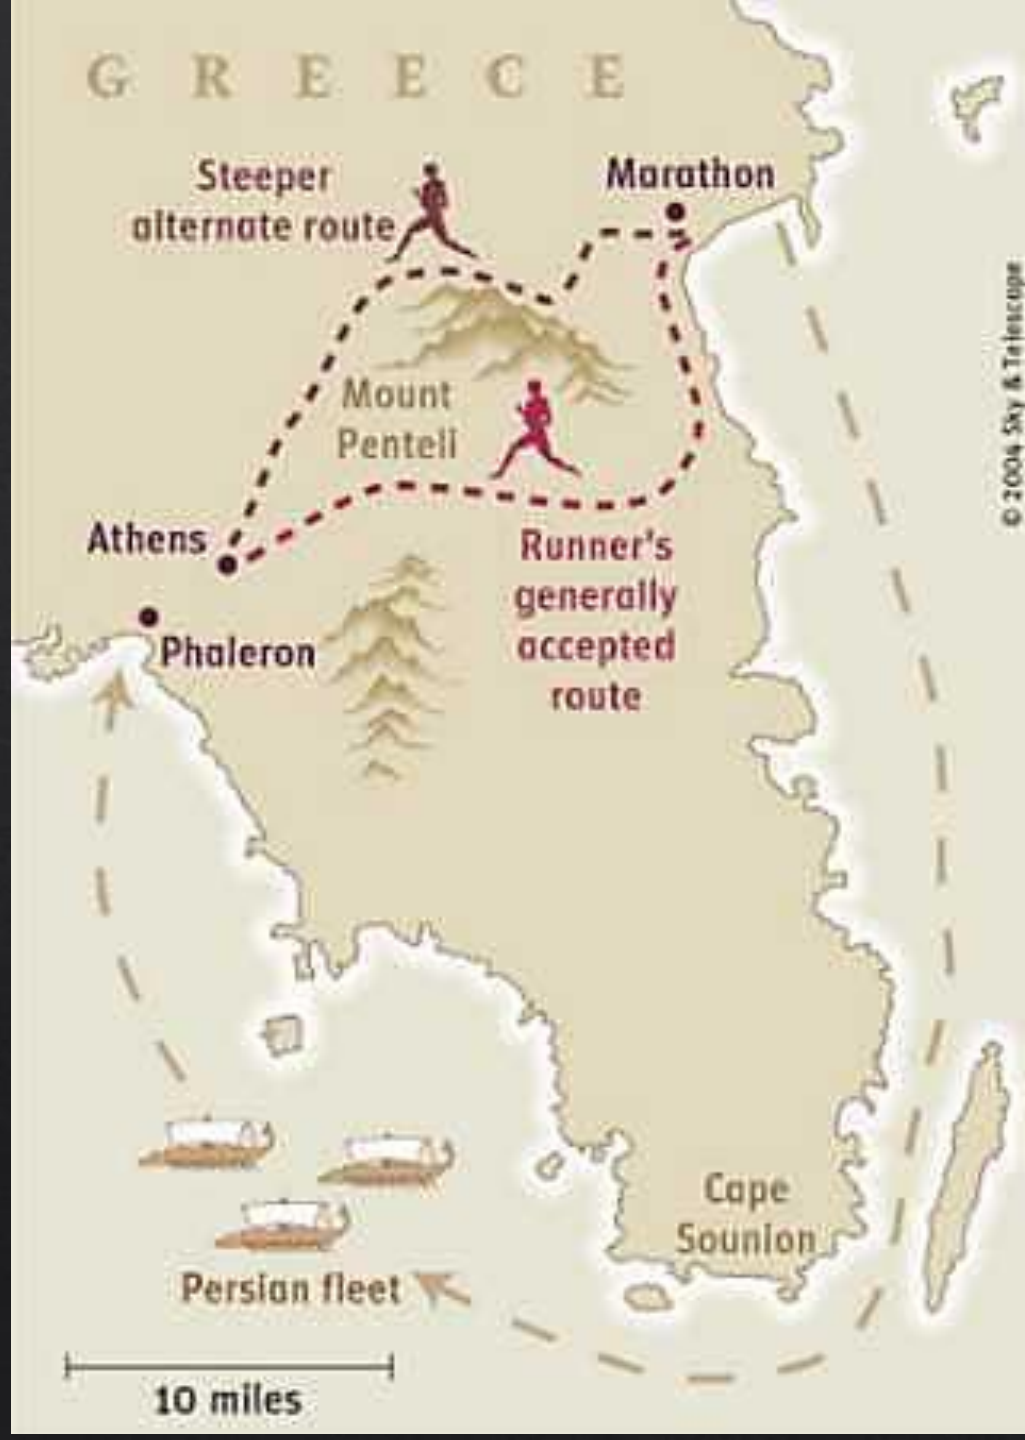 GREECE
Steeper
alternate route
Marathon
Mount
Penteli
Athens
Phaleron
Runner's
generally
accepted
route
Cape
Sounion
Persian fleet
10 miles
© 2004 Sky & Telescope